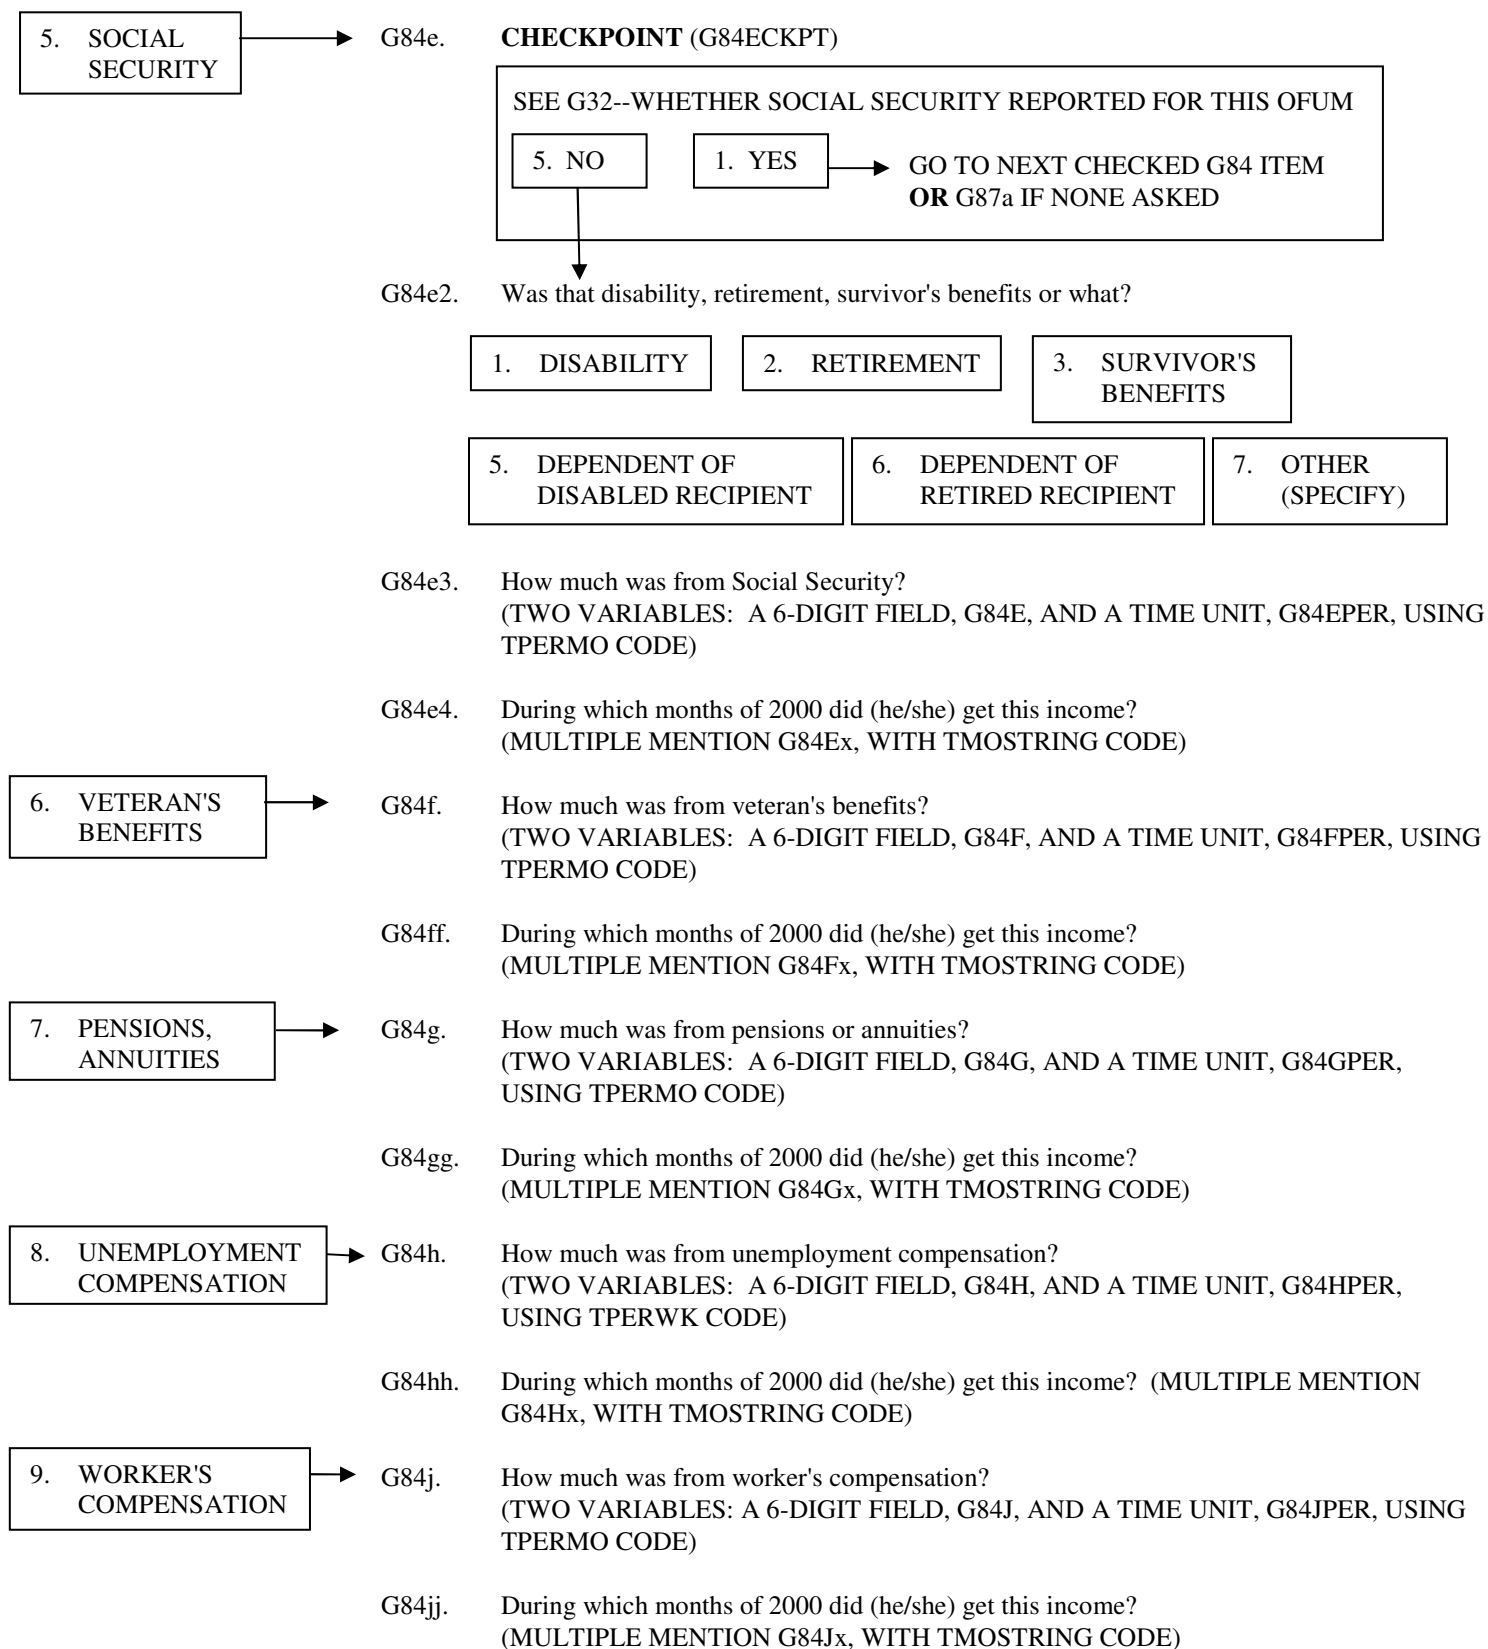 5. SOCIAL
SECURITY
G84e. CHECKPOINT (G84ECKPT)
SEE G32--WHETHER SOCIAL SECURITY REPORTED FOR THIS OFUM
5. NO
1. YES
GO TO NEXT CHECKED G84 ITEM
OR G87a IF NONE ASKED
G84e2. Was that disability, retirement, survivor's benefits or what?
1. DISABILITY
2. RETIREMENT
3. SURVIVOR'S
BENEFITS
5. DEPENDENT OF
DISABLED RECIPIENT
6. DEPENDENT OF
RETIRED RECIPIENT
7. OTHER
(SPECIFY)
G84e3. How much was from Social Security?
(TWO VARIABLES: A 6-DIGIT FIELD, G84E, AND A TIME UNIT, G84EPER, USING
TPERMO CODE)
G84e4. During which months of 2000 did (he/she) get this income?
(MULTIPLE MENTION G84Ex, WITH TMOSTRING CODE)
6. VETERAN'S
BENEFITS
G84f. How much was from veteran's benefits?
(TWO VARIABLES: A 6-DIGIT FIELD, G84F, AND A TIME UNIT, G84FPER, USING
TPERMO CODE)
G84ff. During which months of 2000 did (he/she) get this income?
(MULTIPLE MENTION G84Fx, WITH TMOSTRING CODE)
7. PENSIONS,
ANNUITIES
G84g. How much was from pensions or annuities?
(TWO VARIABLES: A 6-DIGIT FIELD, G84G, AND A TIME UNIT, G84GPER,
USING TPERMO CODE)
G84gg. During which months of 2000 did (he/she) get this income?
(MULTIPLE MENTION G84Gx, WITH TMOSTRING CODE)
8. UNEMPLOYMENT
COMPENSATION
G84h. How much was from unemployment compensation?
(TWO VARIABLES: A 6-DIGIT FIELD, G84H, AND A TIME UNIT, G84HPER,
USING TPERWK CODE)
G84hh. During which months of 2000 did (he/she) get this income? (MULTIPLE MENTION
G84Hx, WITH TMOSTRING CODE)
9. WORKER'S
COMPENSATION
G84j. How much was from worker's compensation?
(TWO VARIABLES: A 6-DIGIT FIELD, G84J, AND A TIME UNIT, G84JPER, USING
TPERMO CODE)
G84jj. During which months of 2000 did (he/she) get this income?
(MULTIPLE MENTION G84Jx, WITH TMOSTRING CODE)